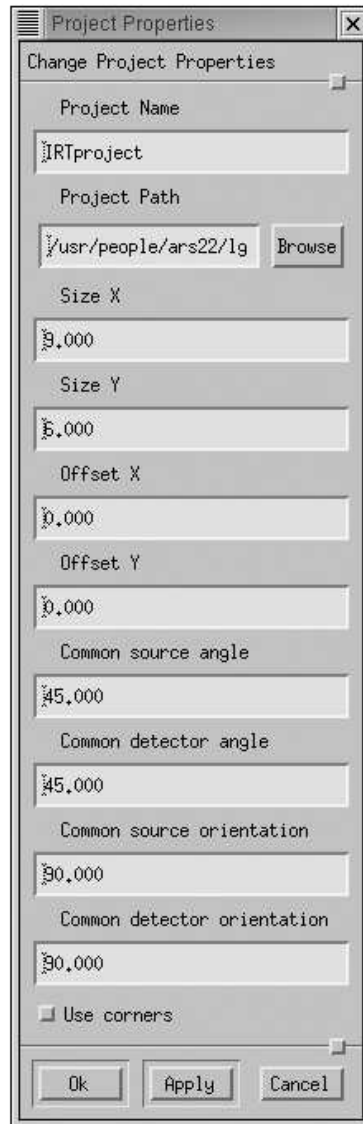 Project Properties
Change Project Properties
Project Name
IRTproject
Project Path
/usr/people/ars22/lg
Browse
Size X
9.000
Size Y
6.000
Offset X
0.000
Offset Y
0.000
Common source angle
45.000
Common detector angle
45.000
Common source orientation
90.000
Common detector orientation
90.000
Use corners
Ok Apply Cancel